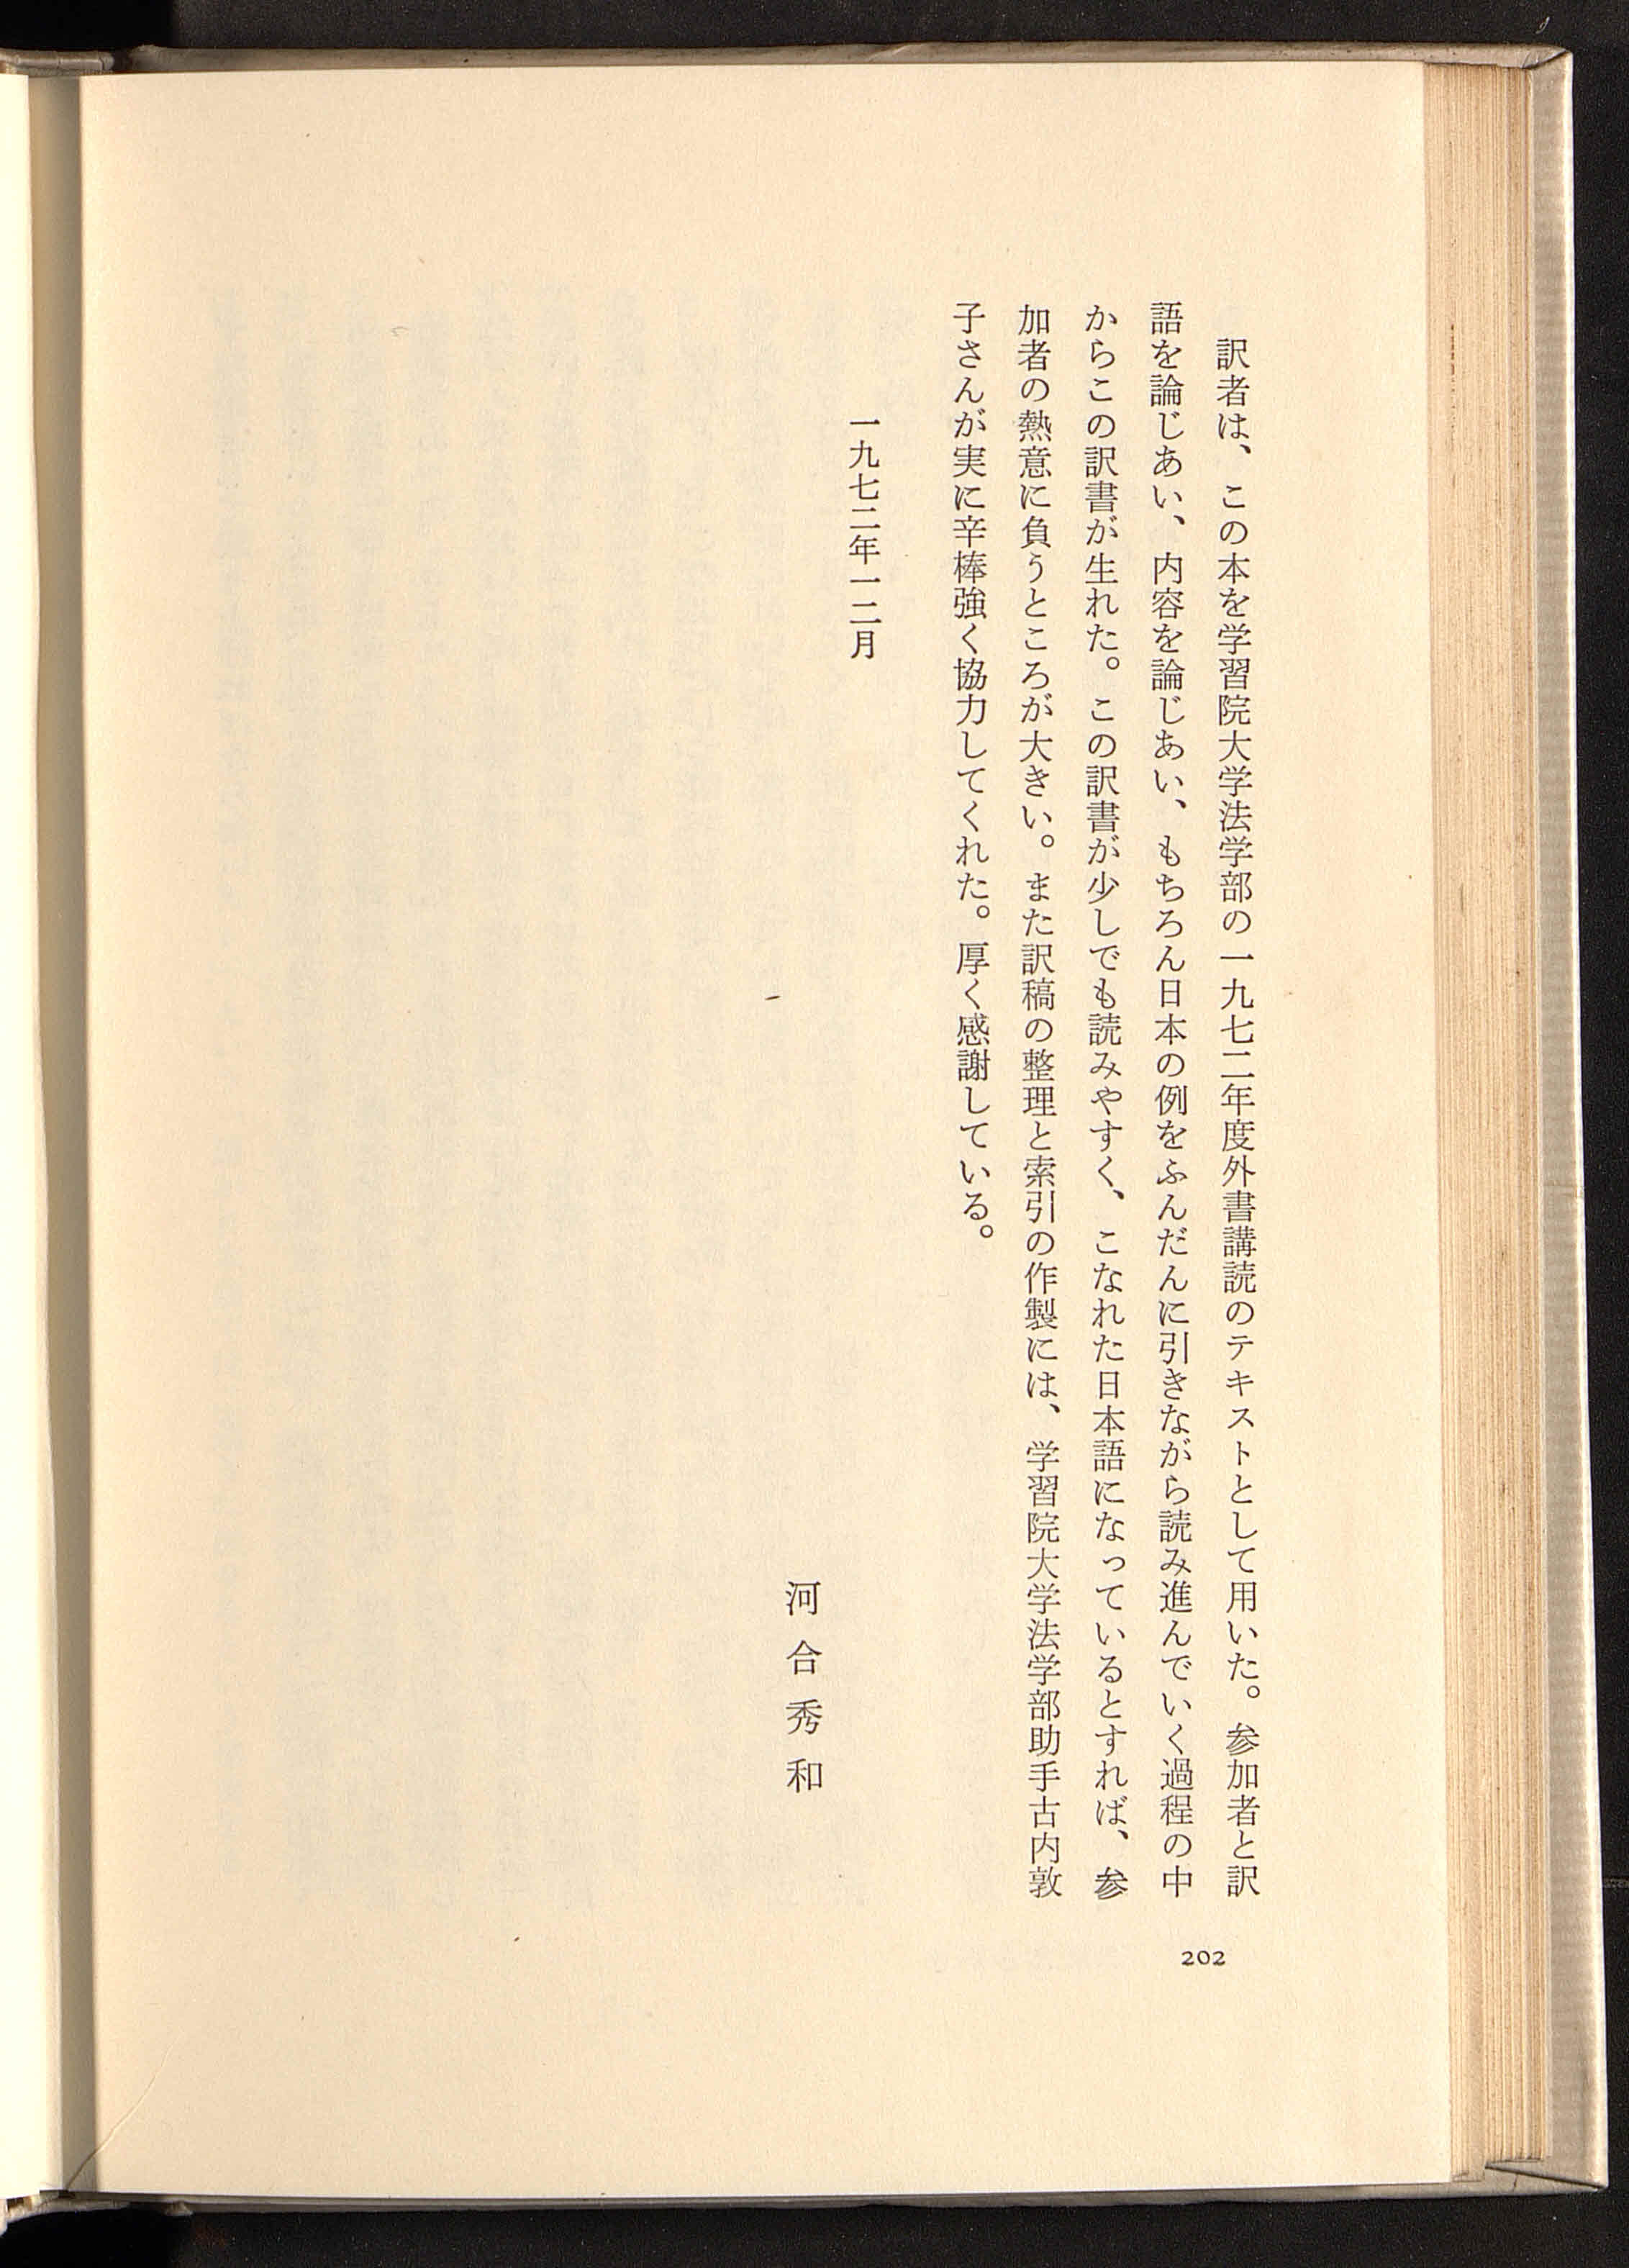 訳者は、この本を学習院大学法学部の一九七二年度外書講読のテキストとして用いた。参加者と訳
語を論じあい、内容を論じあい、もちろん日本の例をふんだんに引きながら読み進んでいく過程の中
からこの訳書が生れた。この訳書が少しでも読みやすく、こなれた日本語になっているとすれば、参
加者の熱意に負うところが大きい。また訳稿の整理と索引の作製には、学習院大学法学部助手古内敦
子さんが実に辛棒強く協力してくれた。厚く感謝している。
一九七二年一二月
河合秀和
202